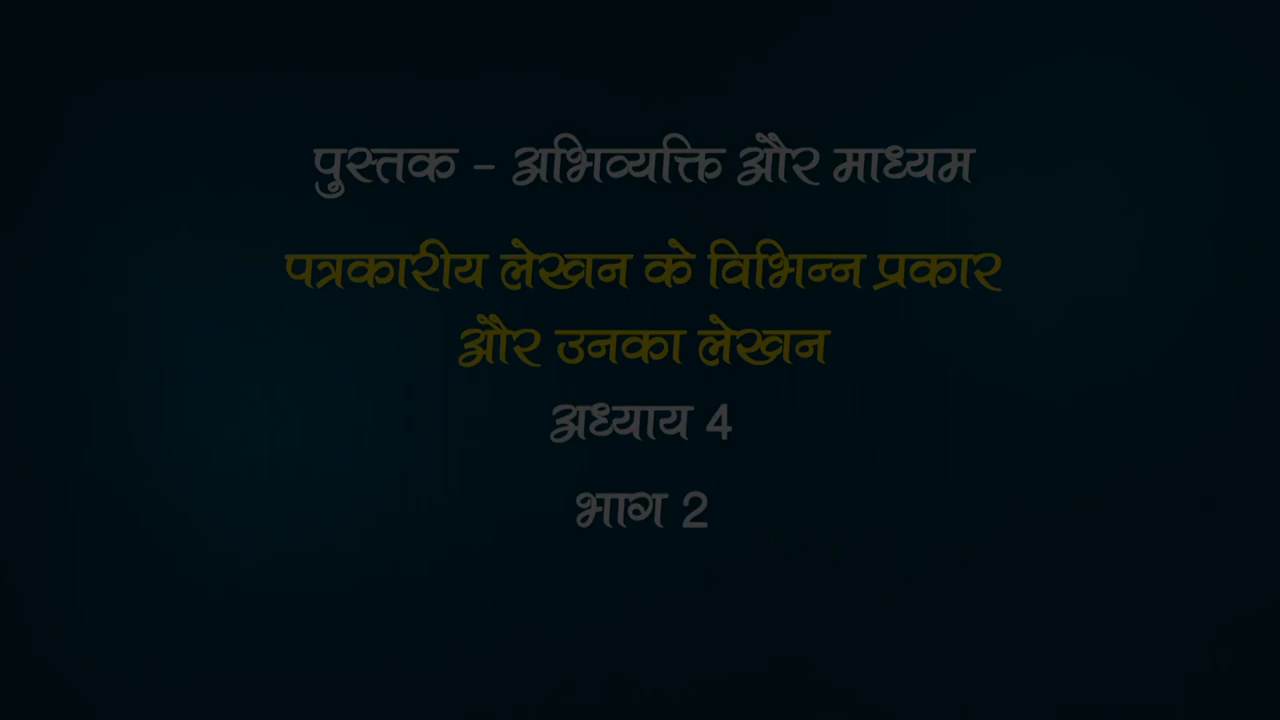 पुस्तक - अभिव्यक्ति और माध्यम
पत्रकारीय लेखन के विभिन्न प्रकार
और उनका लेखन
अध्याय 4
भाग 2